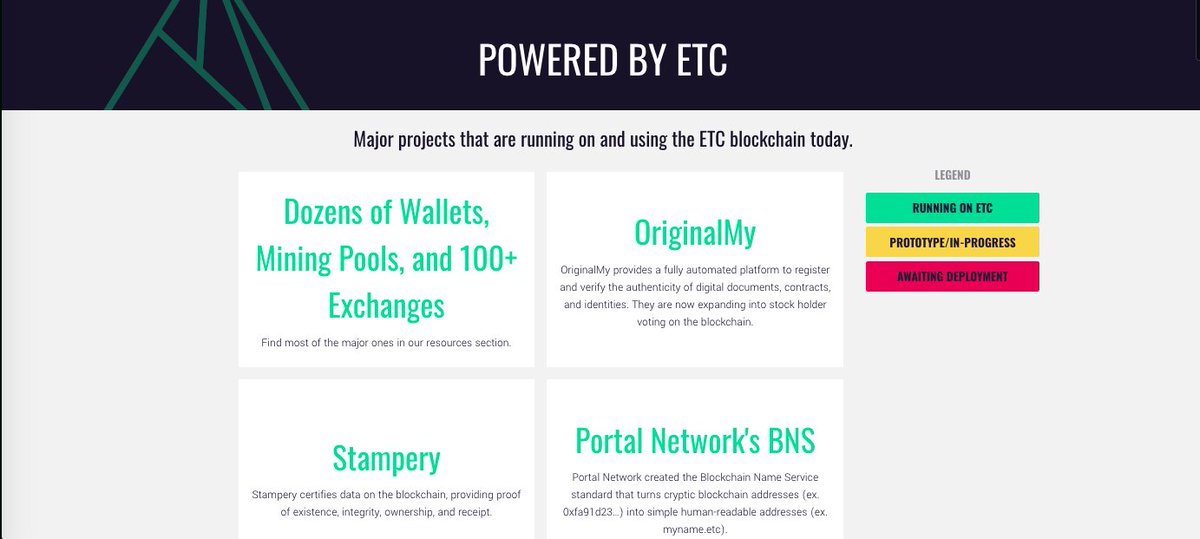 POWERED BY ETC
Major projects that are running on and using the ETC blockchain today.
Dozens of Wallets,
Mining Pools, and 100+
Exchanges
Find most of the major ones in our resources section.
OriginalMy
OriginalMy provides a fully automated platform to register
and verify the authenticity of digital documents, contracts,
and identities. They are now expanding into stock holder
voting on the blockchain.
LEGEND
RUNNING ON ETC
PROTOTYPE/IN-PROGRESS
AWAITING DEPLOYMENT
Stampery
Stampery certifies data on the blockchain, providing proof
of existence, integrity, ownership, and receipt.
Portal Network's BNS
Portal Network created the Blockchain Name Service
standard that turns cryptic blockchain addresses (ex.
0xfa91d23...) into simple human-readable addresses (ex.
myname.etc).